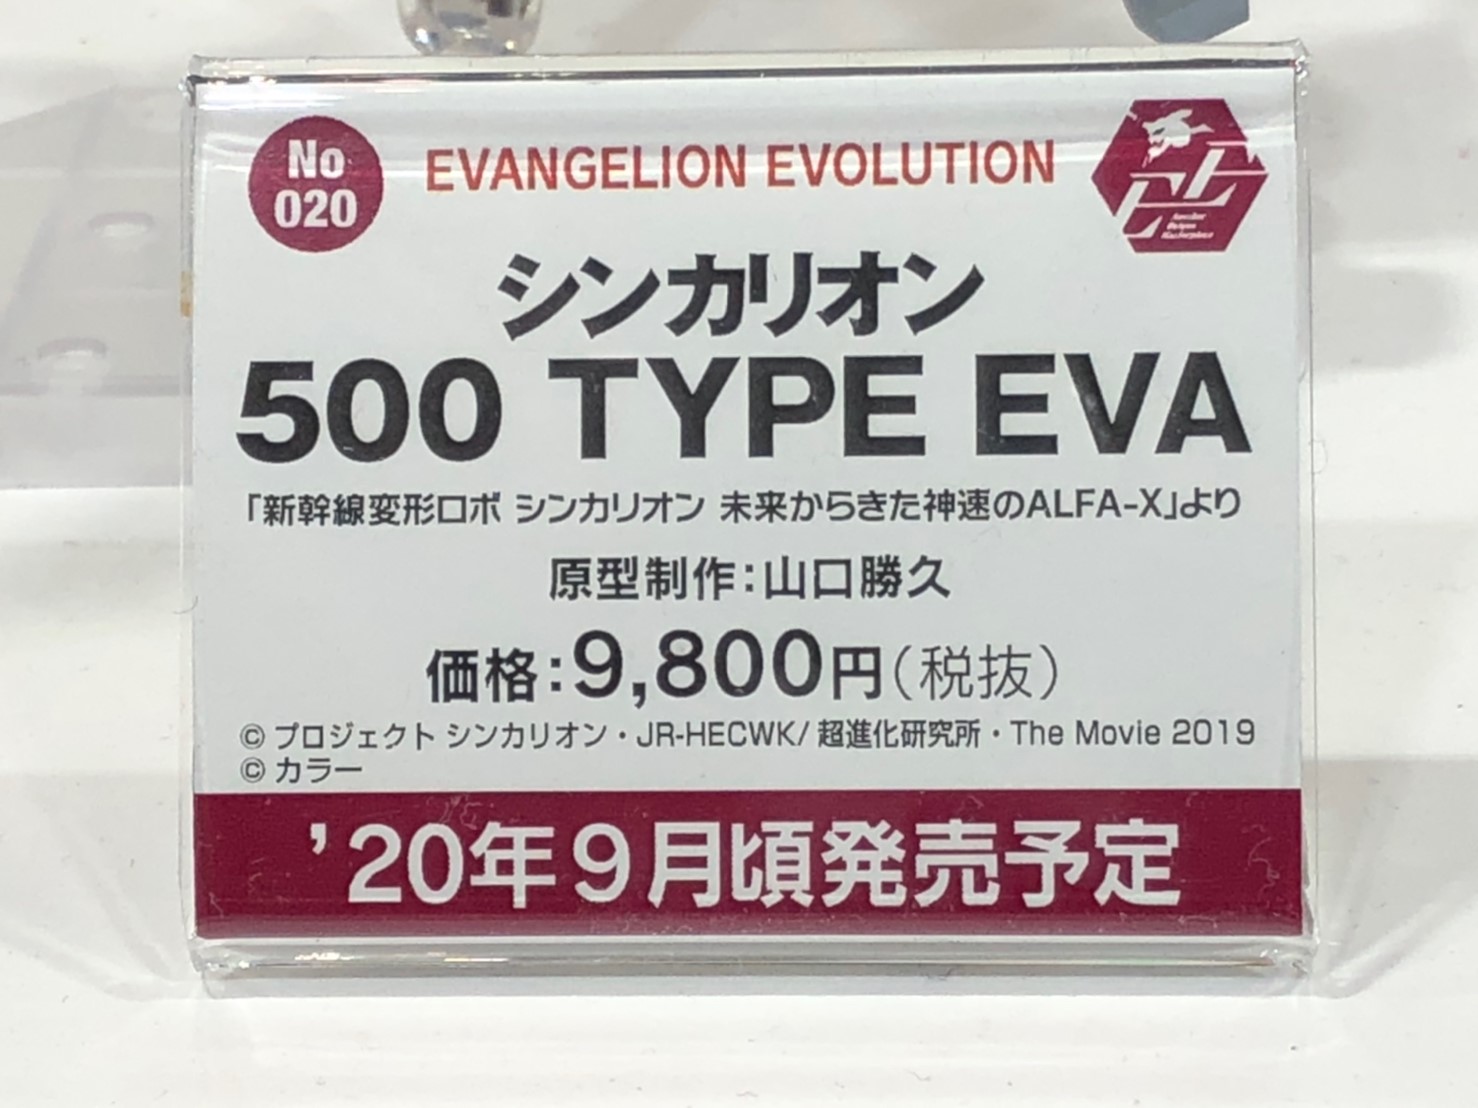 No
020
EVANGELION EVOLUTION
シンカリオン
500 TYPE EVA
「新幹線変形ロボ シンカリオン 未来からきた神速のALFA-X」より
原型制作:山口勝久
価格:9,800円(税抜)
© プロジェクト シンカリオン・JR-HECWK/ 超進化研究所・The Movie 2019
© カラー
’20年9月頃発売予定